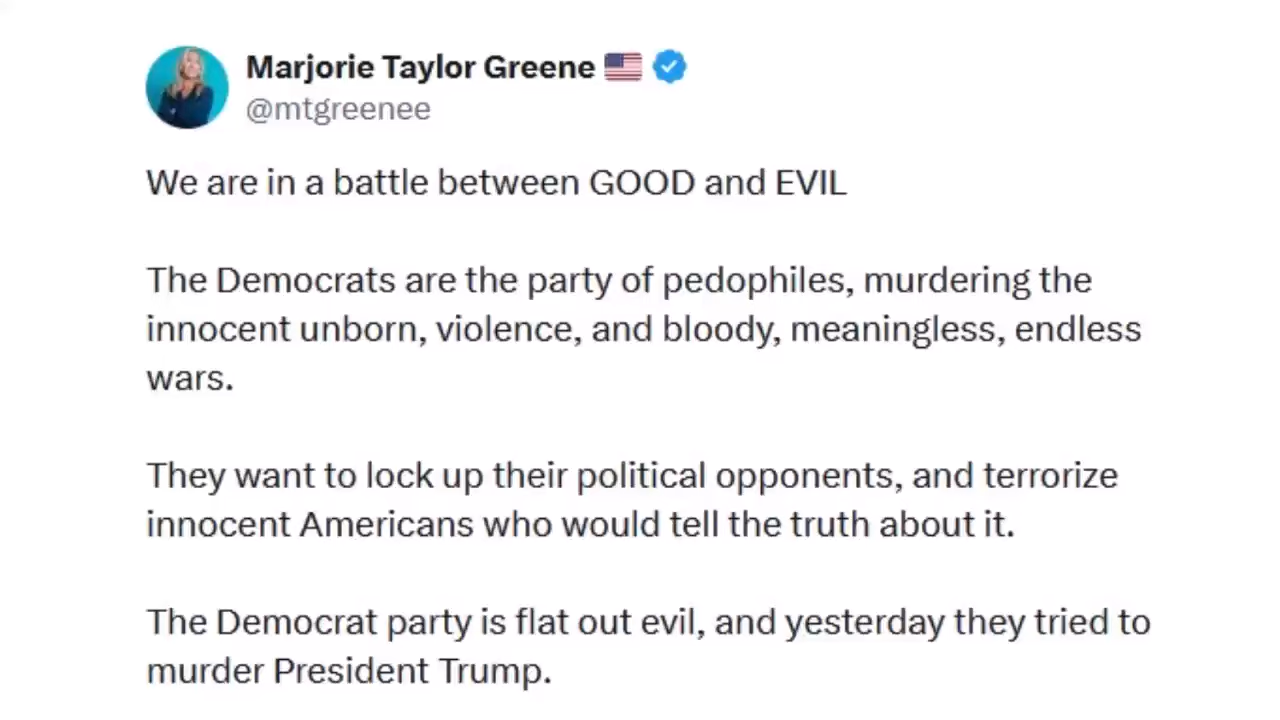 Marjorie Taylor Greene 🇺🇸
@mtgreenee
We are in a battle between GOOD and EVIL
The Democrats are the party of pedophiles, murdering the
innocent unborn, violence, and bloody, meaningless, endless
wars.
They want to lock up their political opponents, and terrorize
innocent Americans who would tell the truth about it.
The Democrat party is flat out evil, and yesterday they tried to
murder President Trump.